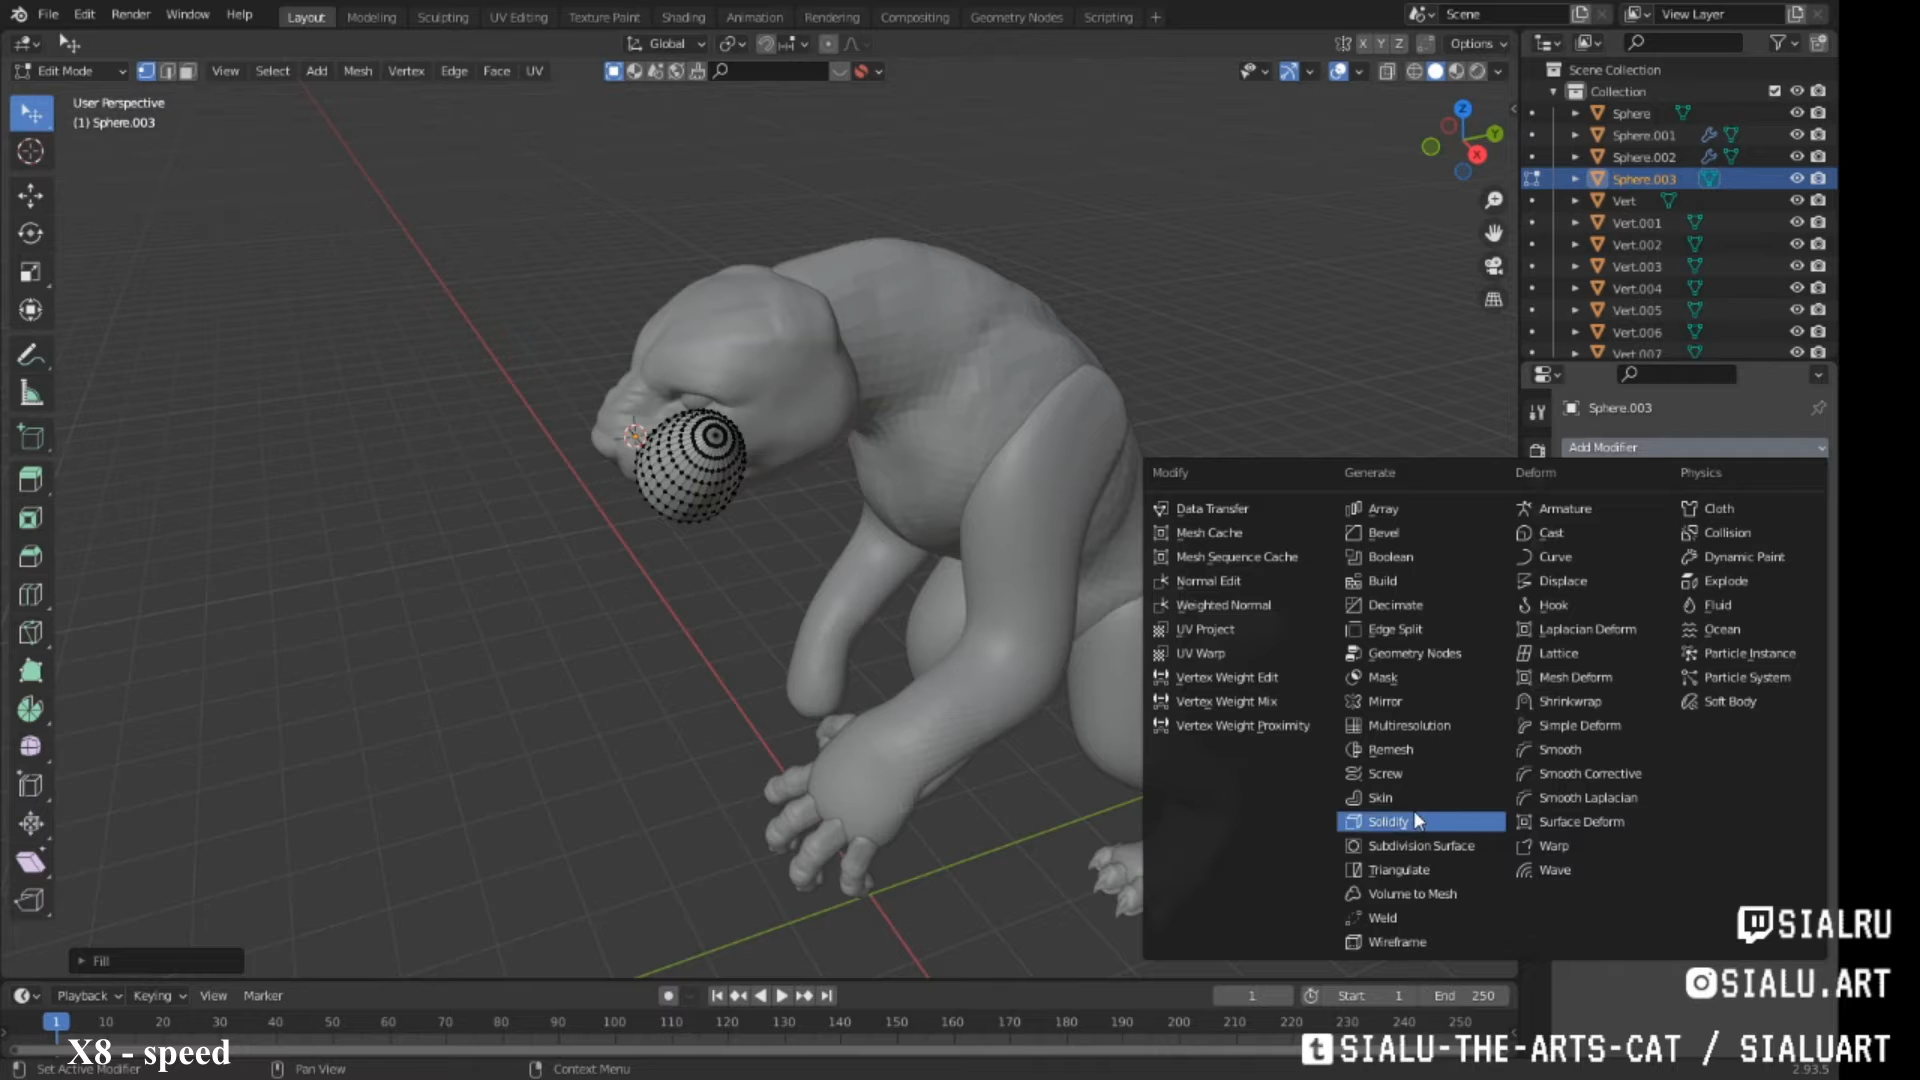 File Edit Render Window Help Layout Modeling Sculpting UV Editing Texture Paint Shading Animation Rendering Compositing Geometry Nodes Scripting + Scene View Layer
Global X Y Z Options
Edit Mode View Select Add Mesh Vertex Edge Face UV
User Perspective
(1) Sphere.003
Z
Y
X
Scene Collection
Collection
Sphere
Sphere.001
Sphere.002
Sphere.003
Vert
Vert.001
Vert.002
Vert.003
Vert.004
Vert.005
Vert.006
Vert.007
Sphere.003
Add Modifier
Modify Generate Deform Physics
Data Transfer Array Armature Cloth
Mesh Cache Bevel Cast Collision
Mesh Sequence Cache Boolean Curve Dynamic Paint
Normal Edit Build Displace Explode
Weighted Normal Decimate Hook Fluid
UV Project Edge Split Laplacian Deform Ocean
UV Warp Geometry Nodes Lattice Particle Instance
Vertex Weight Edit Mask Mesh Deform Particle System
Vertex Weight Mix Mirror Shrinkwrap Soft Body
Vertex Weight Proximity Multiresolution Simple Deform
Remesh Smooth
Screw Smooth Corrective
Skin Smooth Laplacian
Solidify Surface Deform
Subdivision Surface Warp
Triangulate Wave
Volume to Mesh
Weld
Wireframe
Fill
SIALRU
SIALU.ART
SIALU-THE-ARTS-CAT / SIALUART
Playback Keying View Marker 1 Start 1 End 250
1 10 20 30 40 50 60 70 80 90 100 110 120 130 140 150 160 170 180 190 200 210 220 230 240 250
X8 - speed
Set Active Modifier Pan View Context Menu 2.93.5